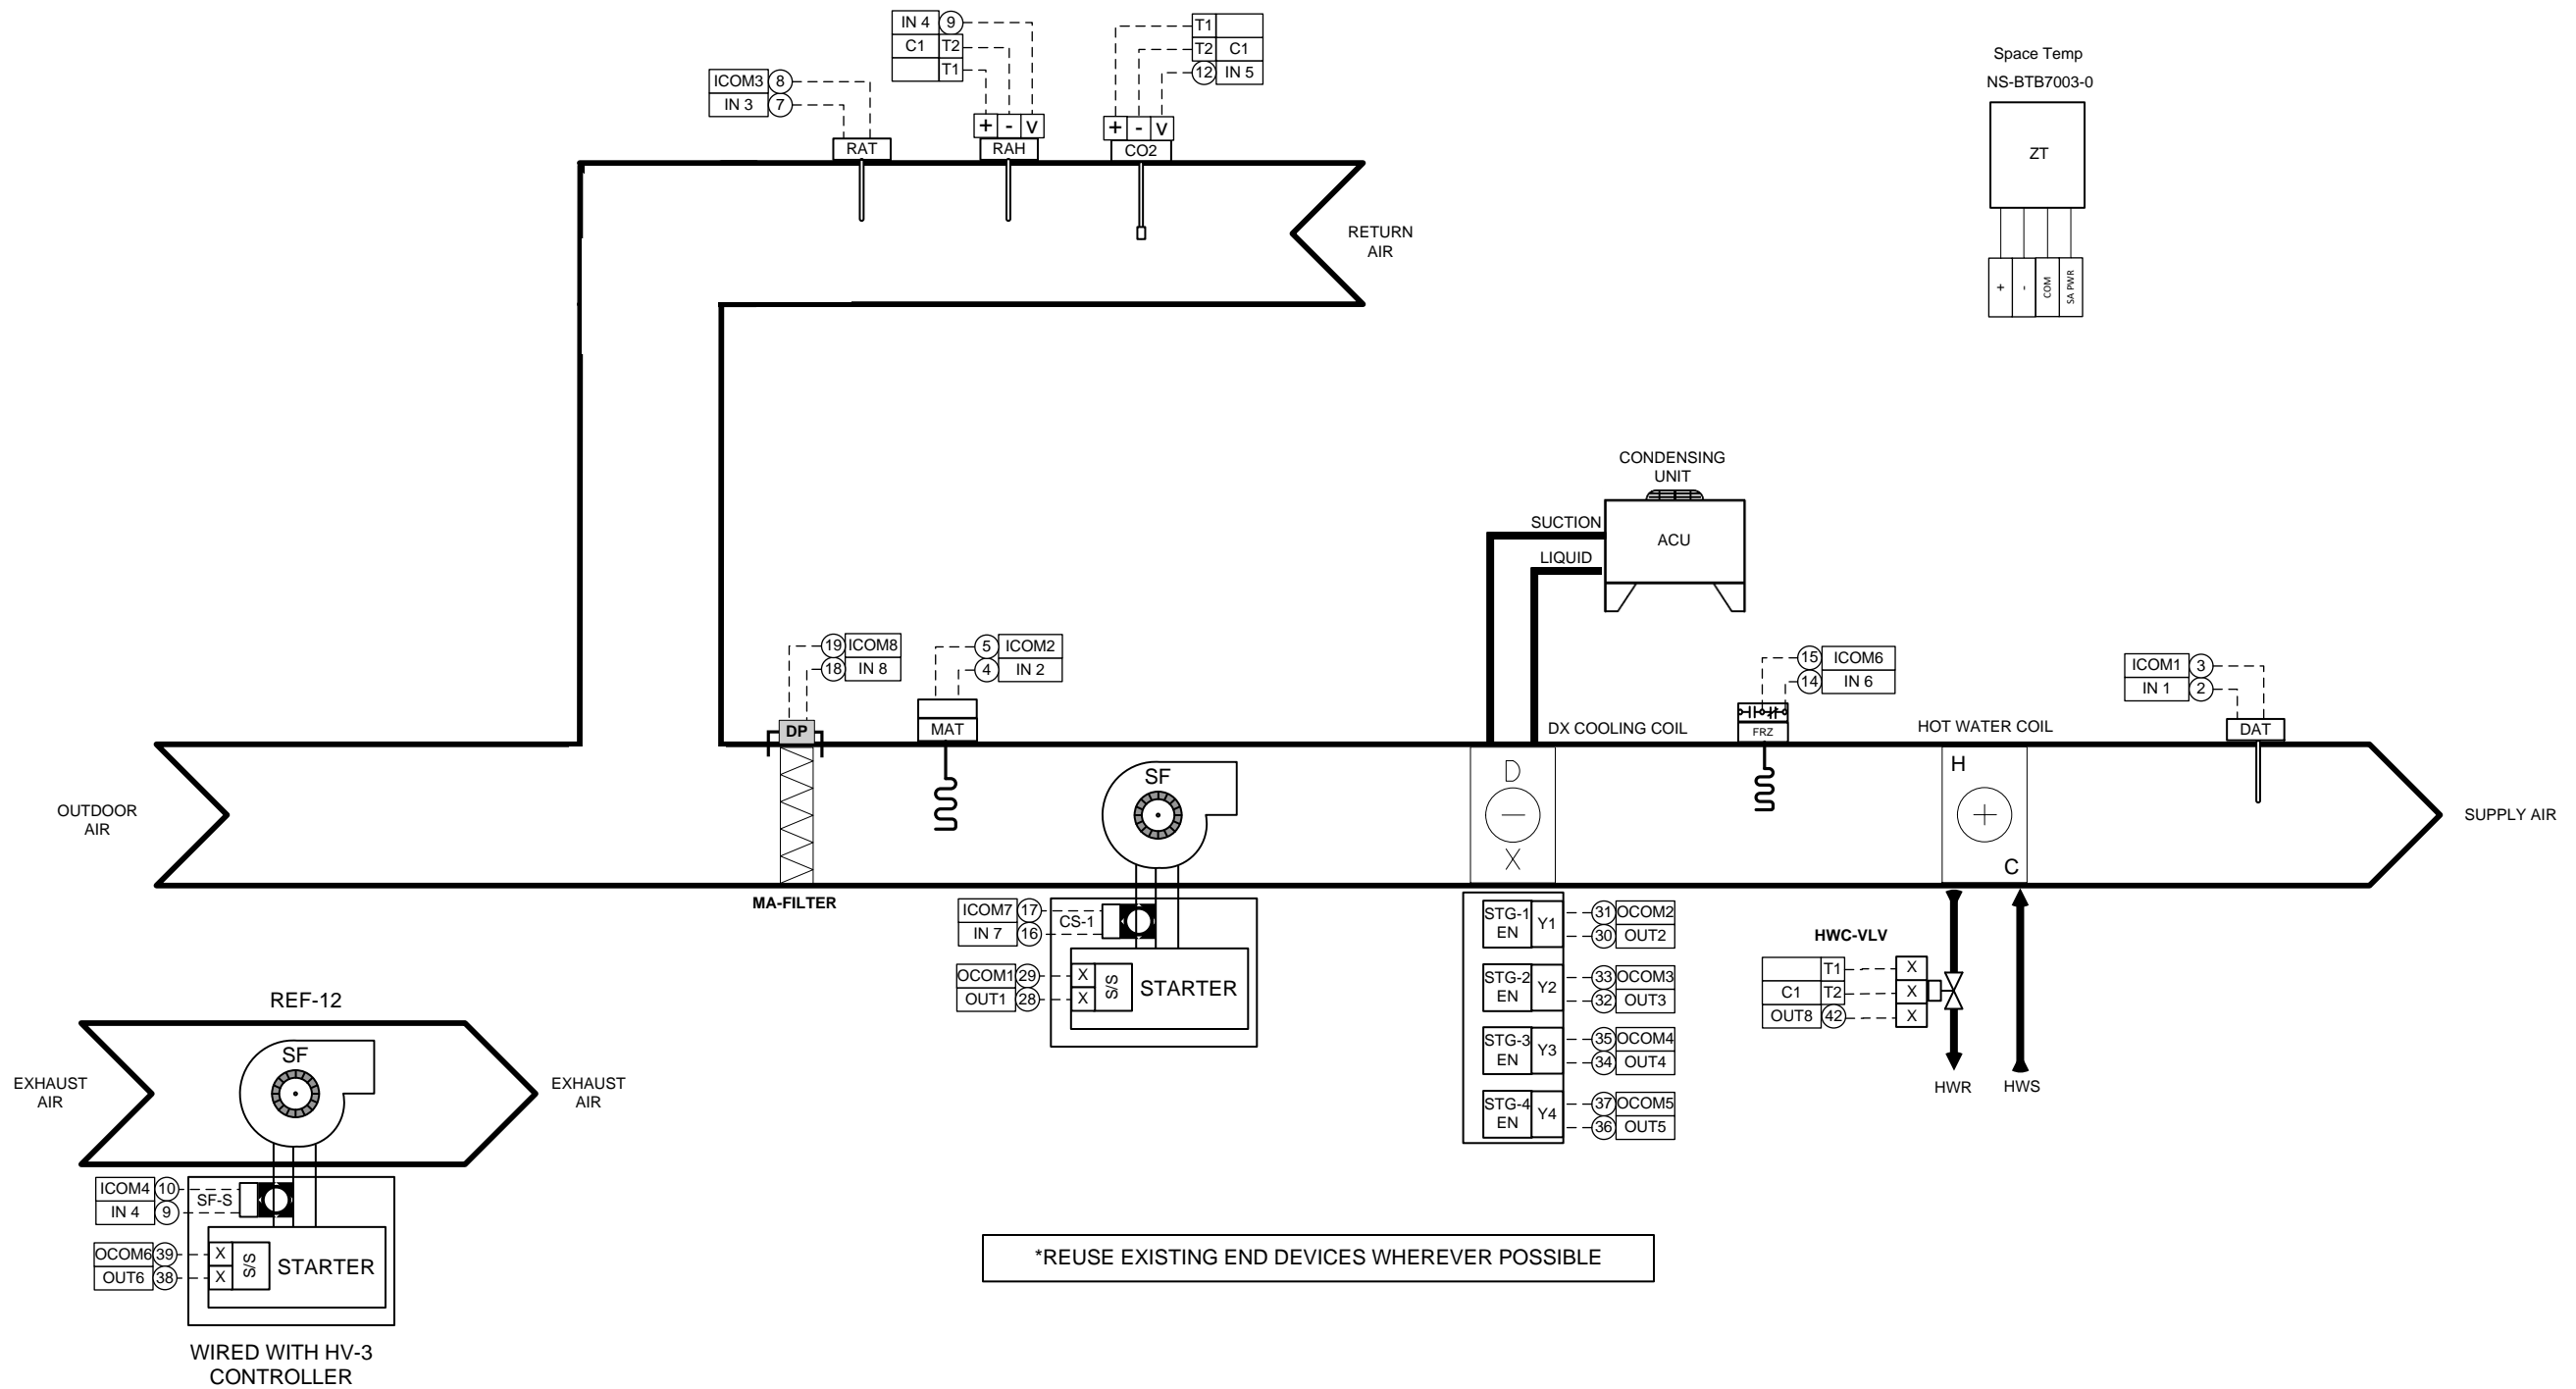 IN 4 9
C1 T2
T1
T1
T2 C1
12 IN 5
ICOM3 8
IN 3 7
+ - V
+ - V
RAT
RAH
CO2
RETURN
AIR
Space Temp
NS-BTB7003-0
ZT
+ - COM SA PWR
CONDENSING
UNIT
SUCTION
LIQUID
ACU
19 ICOM8
18 IN 8
5 ICOM2
4 IN 2
15 ICOM6
14 IN 6
ICOM1 3
IN 1 2
DP
MAT
DX COOLING COIL
FRZ
HOT WATER COIL
DAT
OUTDOOR
AIR
SF
D
X
H
C
SUPPLY AIR
MA-FILTER
ICOM7 17
IN 7 16
CS-1
OCOM1 29
OUT1 28
X
X
S/S
STARTER
STG-1
EN
Y1
31 OCOM2
30 OUT2
STG-2
EN
Y2
33 OCOM3
32 OUT3
STG-3
EN
Y3
35 OCOM4
34 OUT4
STG-4
EN
Y4
37 OCOM5
36 OUT5
HWC-VLV
T1 X
C1 T2 X
OUT8 42 X
HWR
HWS
REF-12
SF
EXHAUST
AIR
EXHAUST
AIR
ICOM4 10
IN 4 9
SF-S
OCOM6 39
OUT6 38
X
X
S/S
STARTER
WIRED WITH HV-3
CONTROLLER
*REUSE EXISTING END DEVICES WHEREVER POSSIBLE